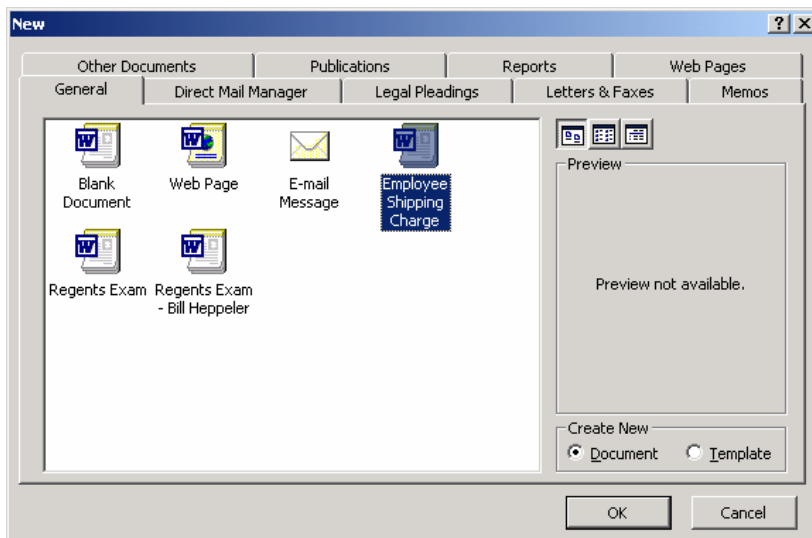 New
Other Documents
Publications
Reports
Web Pages
General
Direct Mail Manager
Legal Pleadings
Letters & Faxes
Memos
Blank
Document
Web Page
E-mail
Message
Employee
Shipping
Charge
Regents Exam
Regents Exam
- Bill Heppeler
Preview
Preview not available.
Create New
Document
Template
OK
Cancel